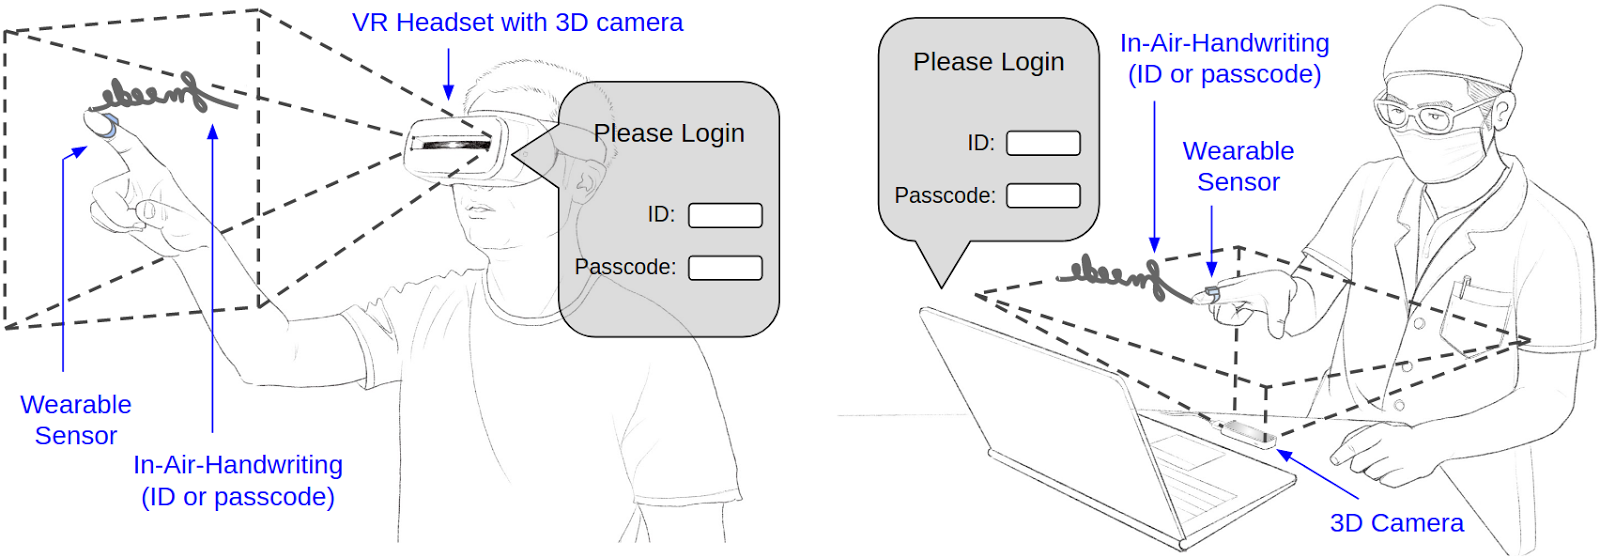 VR Headset with 3D camera
Please Login
ID:
Passcode:
Wearable
Sensor
In-Air-Handwriting
(ID or passcode)
Please Login
ID:
Passcode:
In-Air-Handwriting
(ID or passcode)
Wearable
Sensor
3D Camera